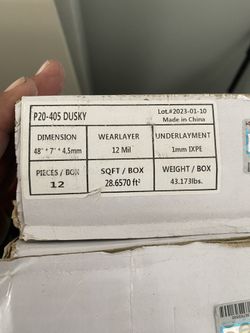 P20-405 DUSKY
Lot.#2023-01-10
Made in China
DIMENSION
WEARLAYER
UNDERLAYMENT
48" * 7" * 4.5mm
12 Mil
1mm IXPE
PIECES / BOX
SQFT / BOX
WEIGHT / BOX
12
28.6570 ft²
43.173lbs.